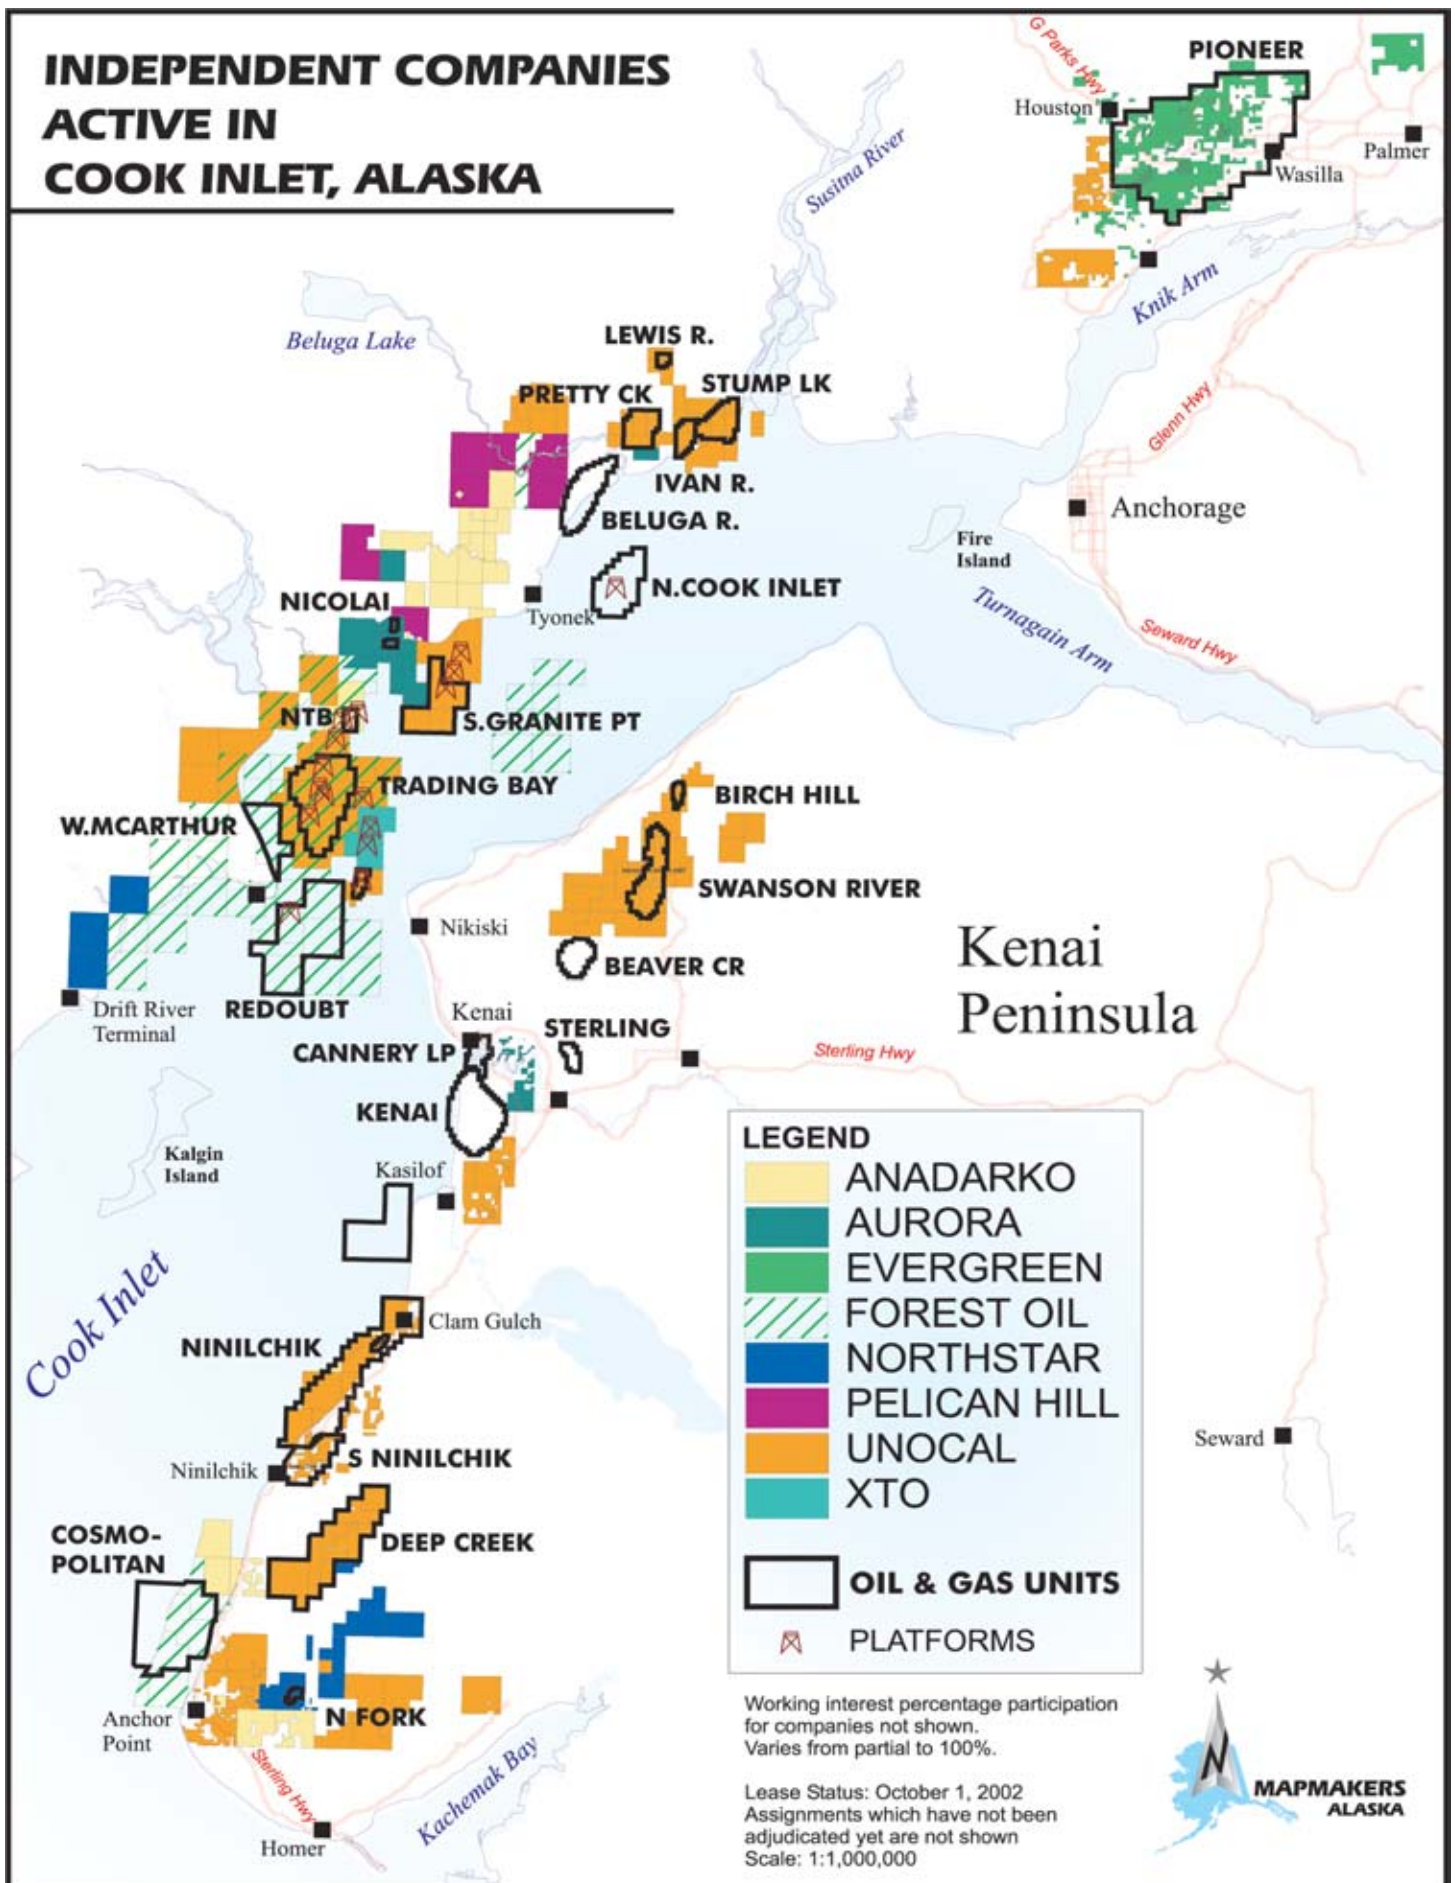 INDEPENDENT COMPANIES
ACTIVE IN
COOK INLET, ALASKA
G Parks Hwy
PIONEER
Houston
Palmer
Wasilla
Susitna River
Knik Arm
Beluga Lake
LEWIS R.
PRETTY CK
STUMP LK
Glenn Hwy
IVAN R.
BELUGA R.
Anchorage
Fire
Island
N.COOK INLET
NICOLAI
Tyonek
Turnagain Arm
Seward Hwy
NTB
S.GRANITE PT
TRADING BAY
BIRCH HILL
W.MCARTHUR
SWANSON RIVER
Nikiski
Kenai
Peninsula
BEAVER CR
Drift River
Terminal
REDOUBT
Kenai
STERLING
CANNERY LP
Sterling Hwy
KENAI
Kalgin
Island
Kasilof
Cook Inlet
Clam Gulch
NINILCHIK
S NINILCHIK
Ninilchik
Seward
COSMO-
POLITAN
DEEP CREEK
N FORK
Anchor
Point
Sterling Hwy
Kachemak Bay
Homer
LEGEND
ANADARKO
AURORA
EVERGREEN
FOREST OIL
NORTHSTAR
PELICAN HILL
UNOCAL
XTO
OIL & GAS UNITS
PLATFORMS
Working interest percentage participation
for companies not shown.
Varies from partial to 100%.
Lease Status: October 1, 2002
Assignments which have not been
adjudicated yet are not shown
Scale: 1:1,000,000
N
MAPMAKERS
ALASKA